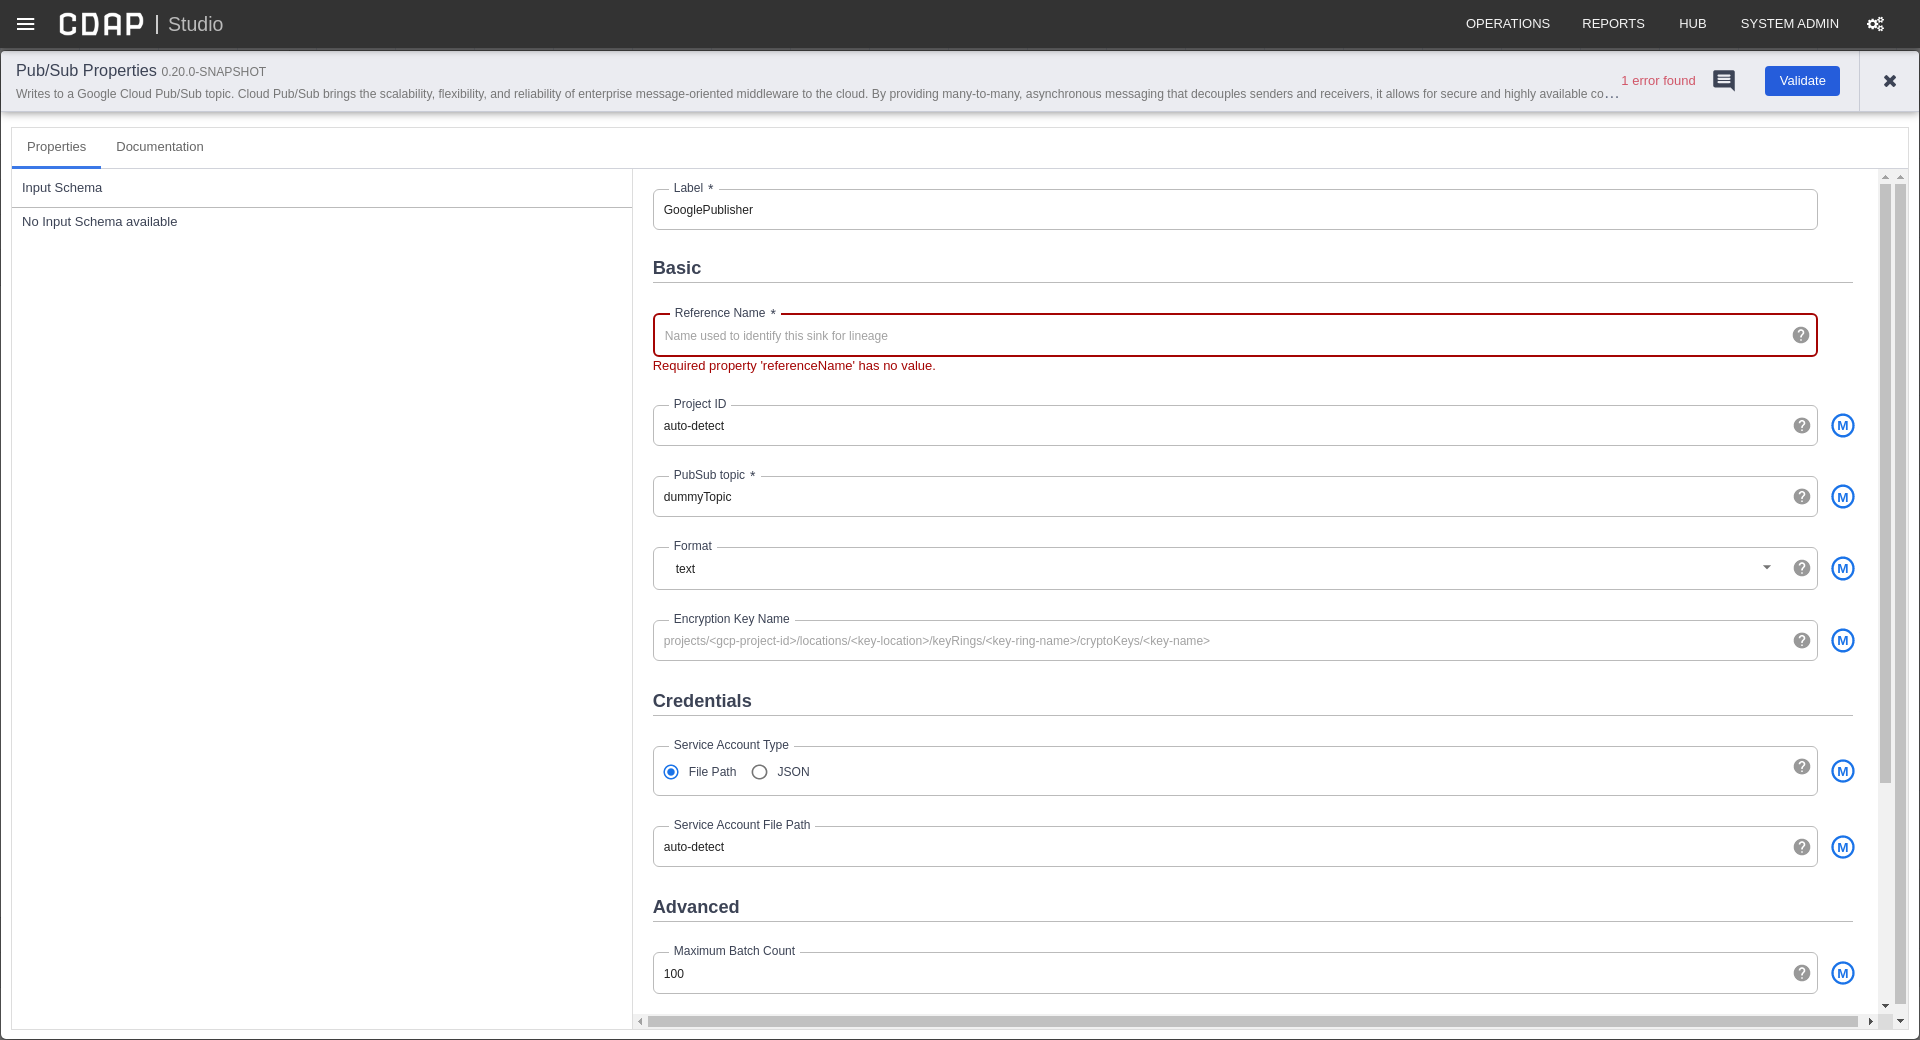 CDAP | Studio
OPERATIONS REPORTS HUB SYSTEM ADMIN
Pub/Sub Properties 0.20.0-SNAPSHOT
Writes to a Google Cloud Pub/Sub topic. Cloud Pub/Sub brings the scalability, flexibility, and reliability of enterprise message-oriented middleware to the cloud. By providing many-to-many, asynchronous messaging that decouples senders and receivers, it allows for secure and highly available co...
1 error found
Validate
Properties Documentation
Input Schema
No Input Schema available
Label *
GooglePublisher
Basic
Reference Name *
Name used to identify this sink for lineage
Required property 'referenceName' has no value.
Project ID
auto-detect
M
PubSub topic *
dummyTopic
M
Format
text
M
Encryption Key Name
projects/<gcp-project-id>/locations/<key-location>/keyRings/<key-ring-name>/cryptoKeys/<key-name>
M
Credentials
Service Account Type
File Path JSON
M
Service Account File Path
auto-detect
M
Advanced
Maximum Batch Count
100
M